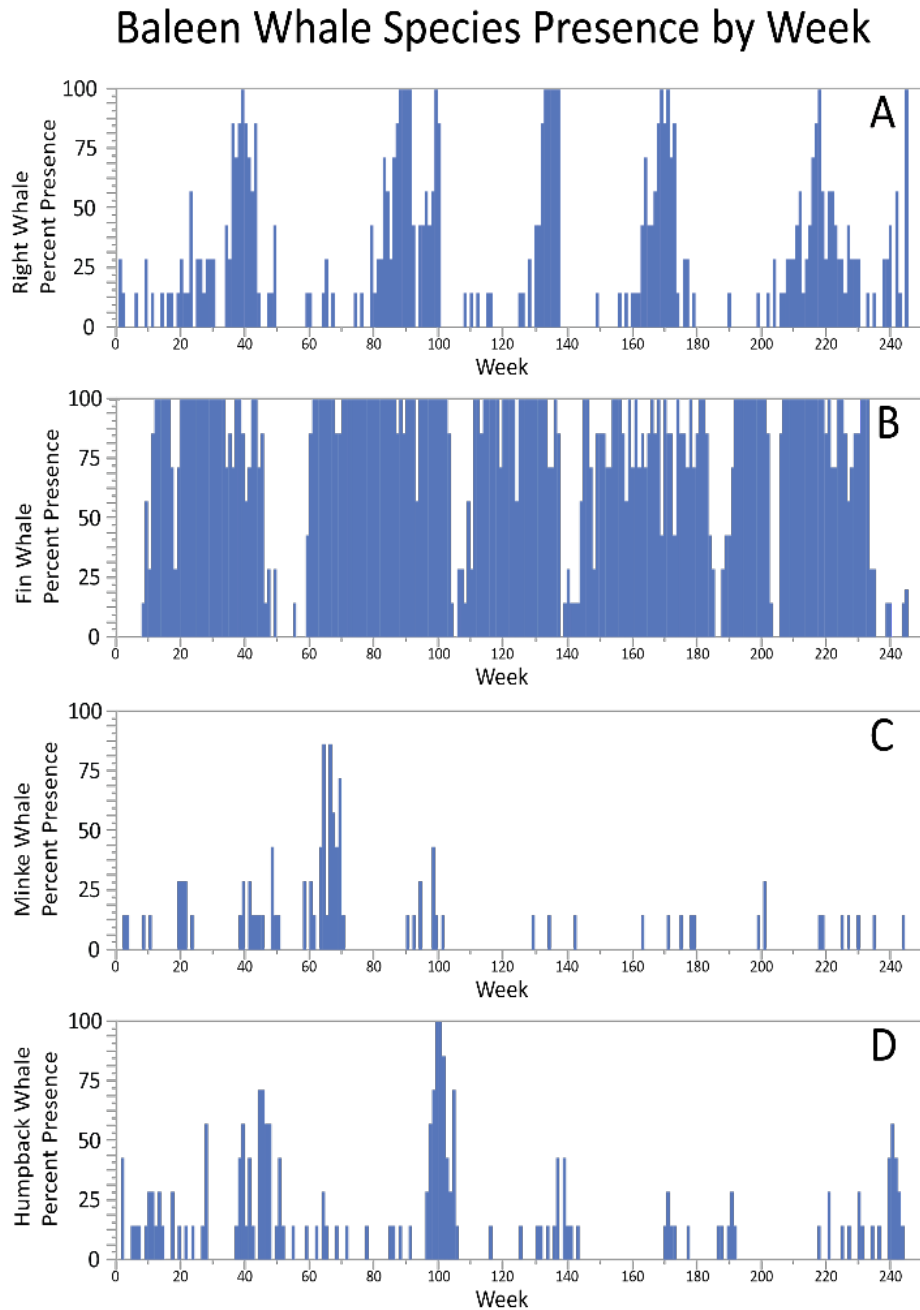 Baleen Whale Species Presence by Week
A
Right Whale
Percent Presence
100
75
50
25
0
0 20 40 60 80 100 120 140 160 180 200 220 240
Week
B
Fin Whale
Percent Presence
100
75
50
25
0
0 20 40 60 80 100 120 140 160 180 200 220 240
Week
C
Minke Whale
Percent Presence
100
75
50
25
0
0 20 40 60 80 100 120 140 160 180 200 220 240
Week
D
Humpback Whale
Percent Presence
100
75
50
25
0
0 20 40 60 80 100 120 140 160 180 200 220 240
Week